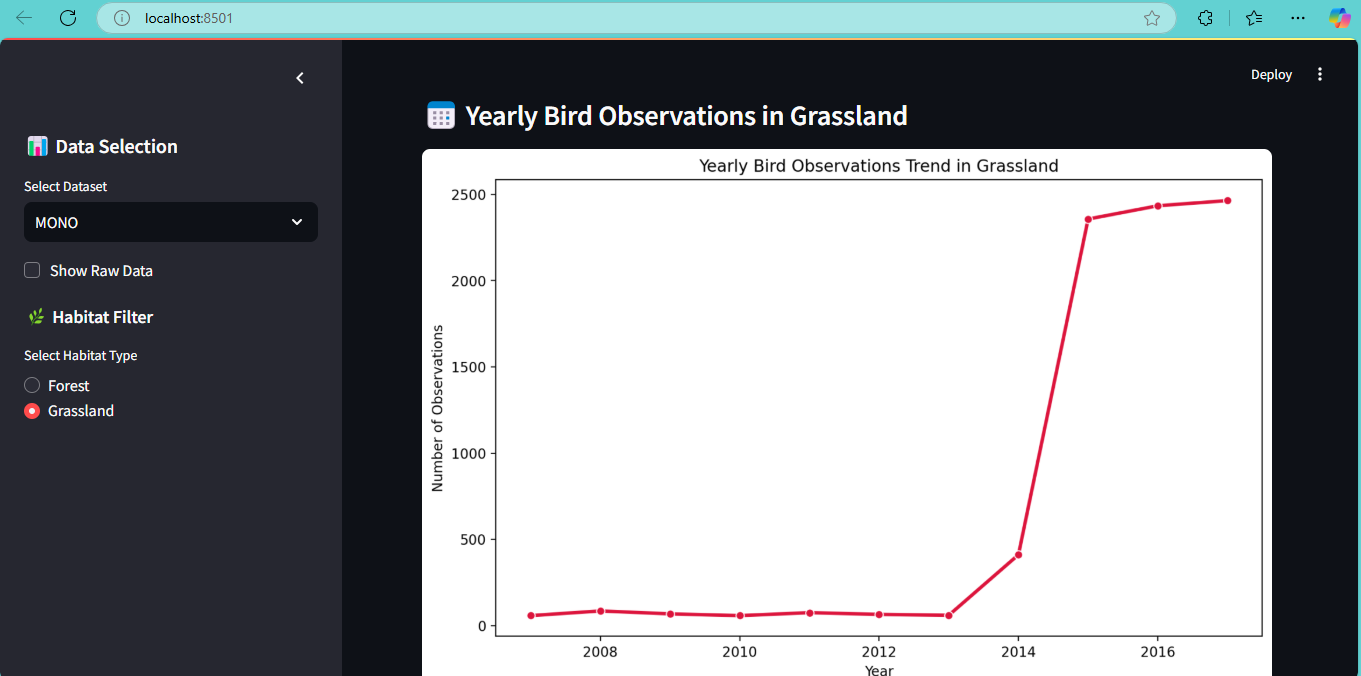 localhost:8501
Deploy
Data Selection
Select Dataset
MONO
Show Raw Data
Habitat Filter
Select Habitat Type
Forest
Grassland
Yearly Bird Observations in Grassland
Yearly Bird Observations Trend in Grassland
2500
2000
1500
1000
500
0
Number of Observations
2008 2010 2012 2014 2016
Year